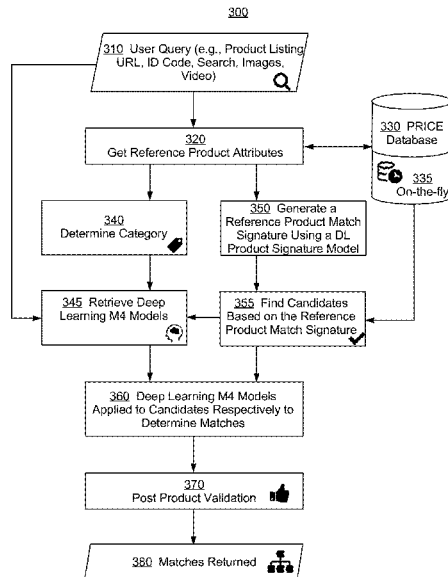 300
310 User Query (e.g., Product Listing
URL, ID Code, Search, Images,
Video)
320
Get Reference Product Attributes
330 PRICE
Database
335
On-the-fly
340
Determine Category
350 Generate a
Reference Product Match
Signature Using a DL
Product Signature Model
345 Retrieve Deep
Learning M4 Models
355 Find Candidates
Based on the Reference
Product Match Signature
360 Deep Learning M4 Models
Applied to Candidates Respectively to
Determine Matches
370
Post Product Validation
380 Matches Returned